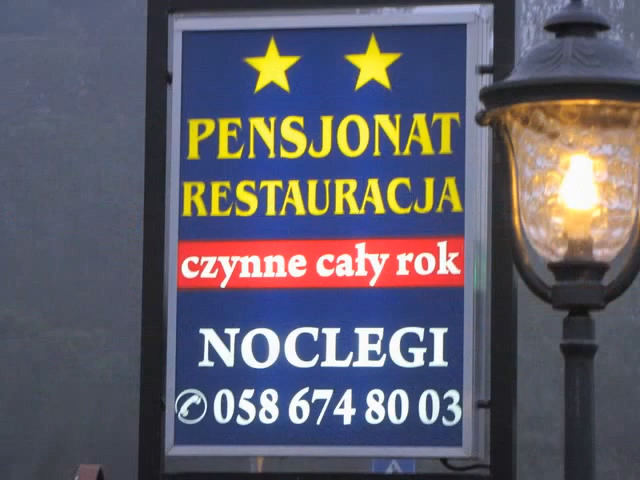 PENSJONAT
RESTAURACJA
czynne cały rok
NOCLEGI
058 674 80 03